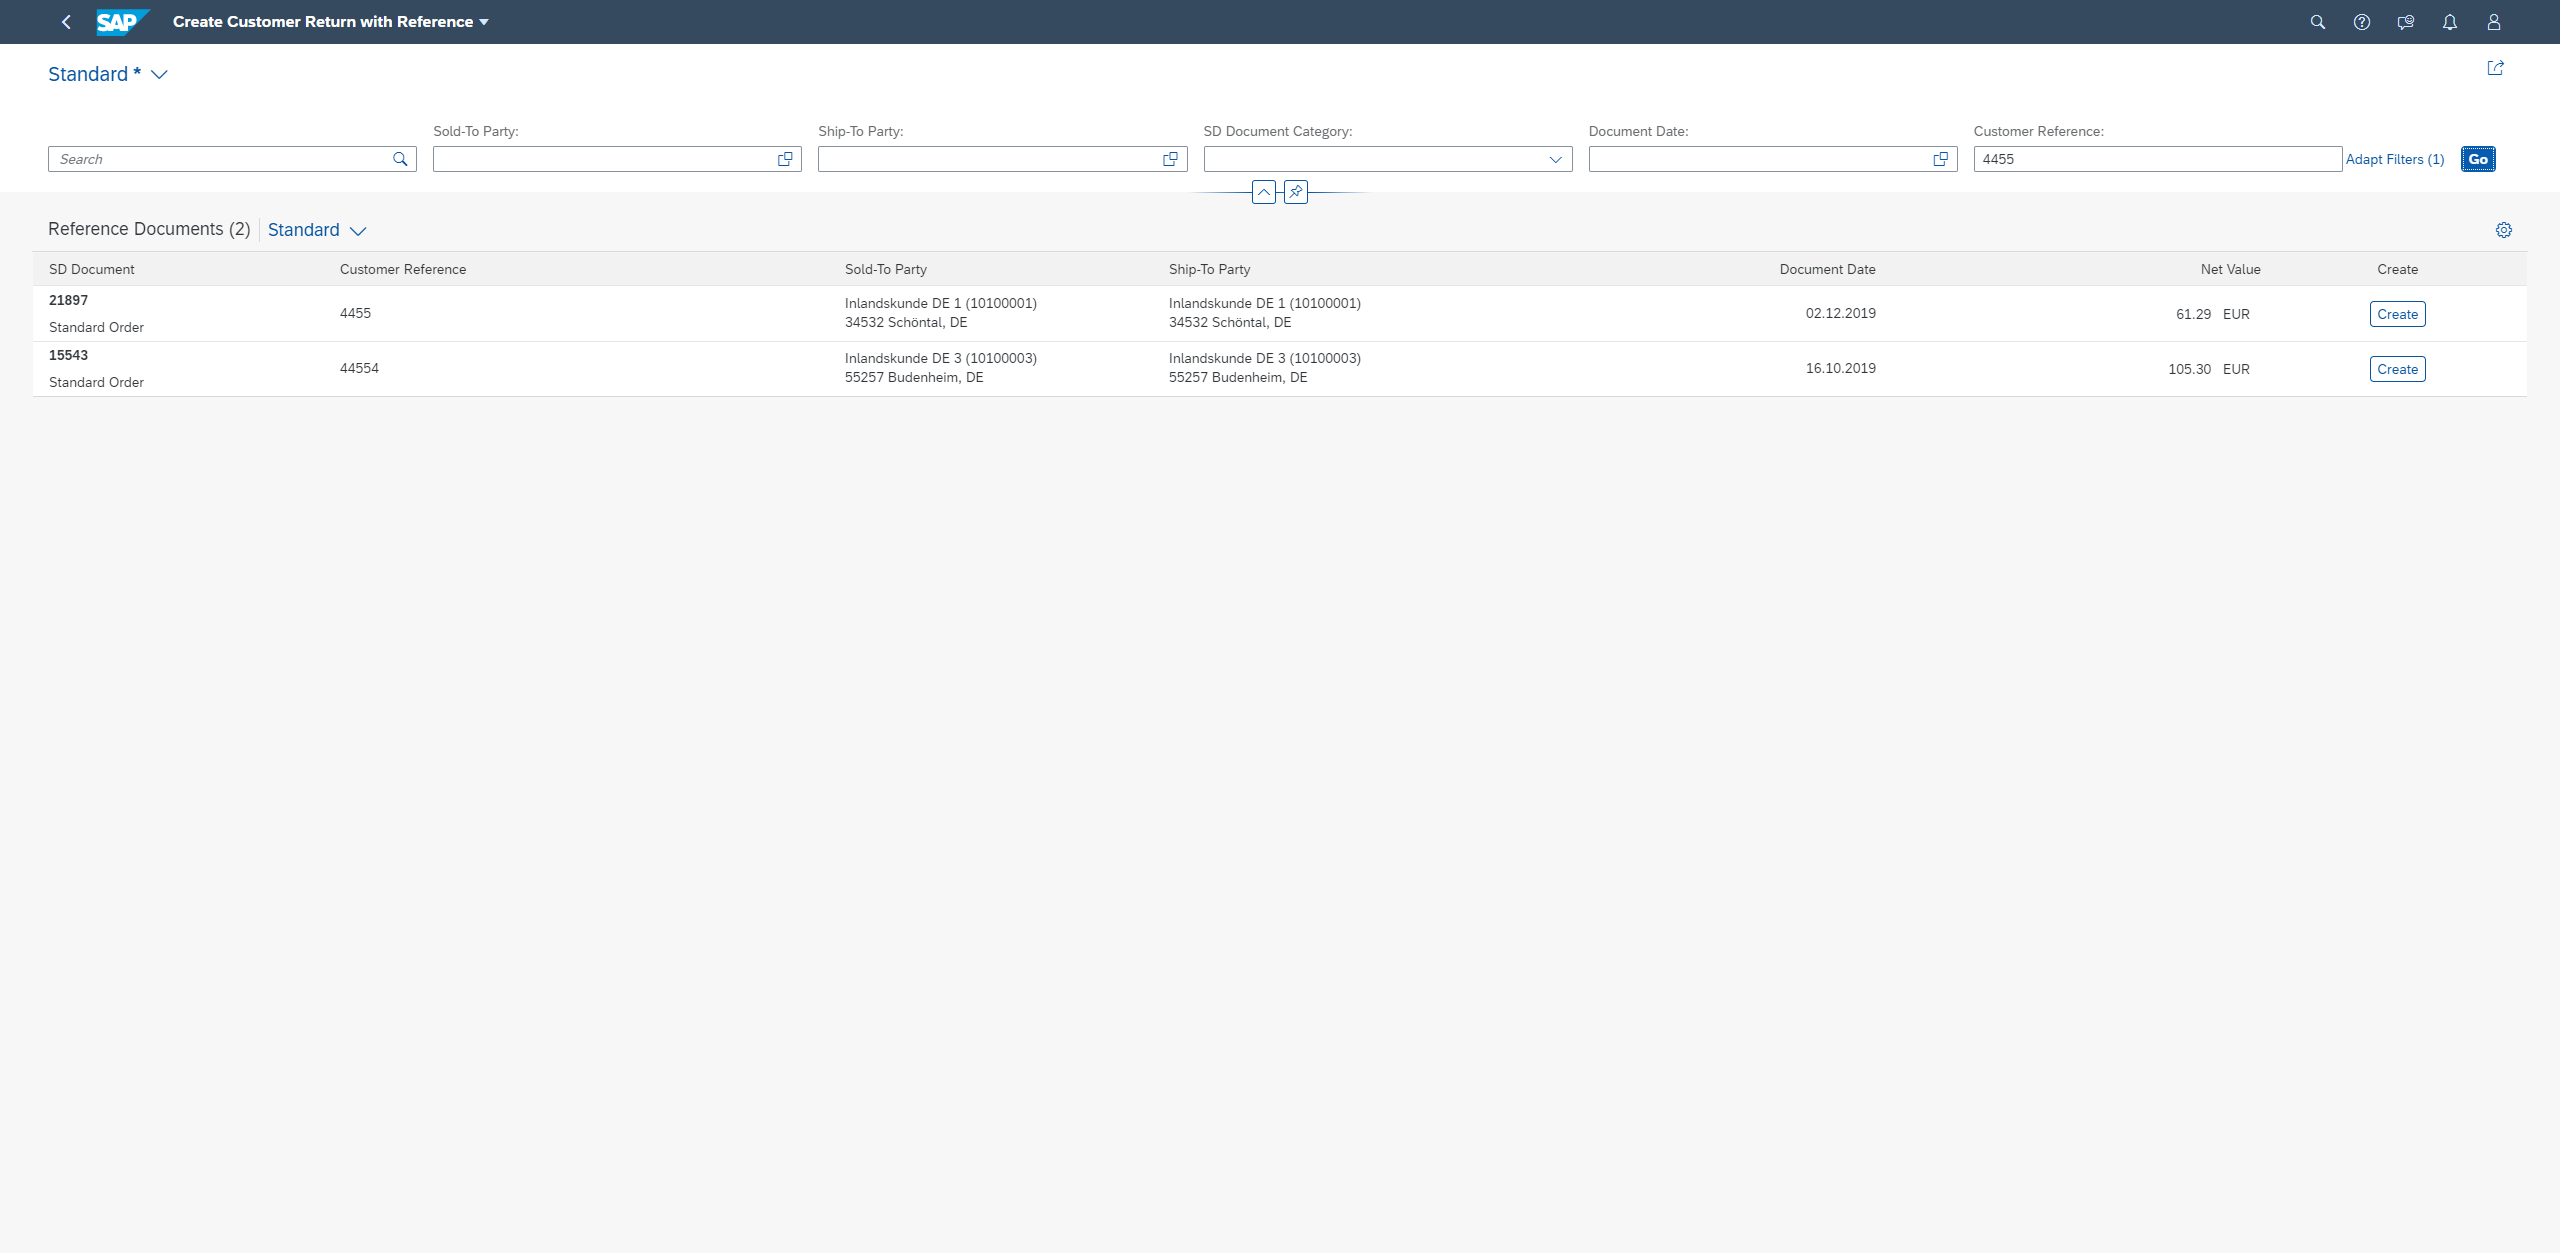 SAP Create Customer Return with Reference
Standard *
Sold-To Party: Ship-To Party: SD Document Category: Document Date: Customer Reference:
Search 4455 Adapt Filters (1) Go
Reference Documents (2) Standard
SD Document Customer Reference Sold-To Party Ship-To Party Document Date Net Value Create
21897
Standard Order
4455
Inlandskunde DE 1 (10100001)
34532 Schöntal, DE
Inlandskunde DE 1 (10100001)
34532 Schöntal, DE
02.12.2019
61.29 EUR
Create
15543
Standard Order
44554
Inlandskunde DE 3 (10100003)
55257 Budenheim, DE
Inlandskunde DE 3 (10100003)
55257 Budenheim, DE
16.10.2019
105.30 EUR
Create